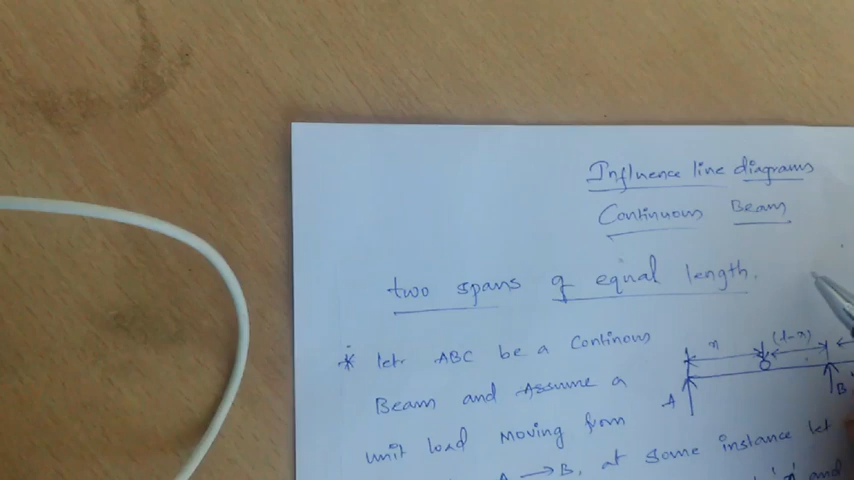 Influence line diagrams
Continuous Beam
two spans of equal length.
x (l-x)
* let ABC be a Continous
Beam and Assume a
A B
unit load moving from
A → B, at some instance let
'x' and